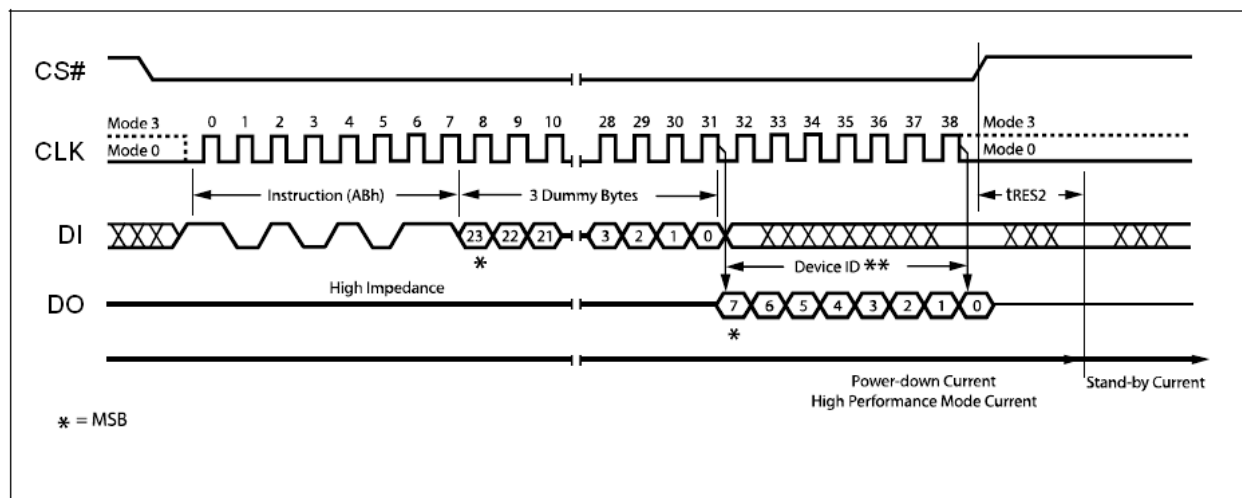 CS#
Mode 3 0 1 2 3 4 5 6 7 8 9 10 28 29 30 31 32 33 34 35 36 37 38 Mode 3
CLK Mode 0 Mode 0
Instruction (ABh) 3 Dummy Bytes tRES2
DI 23 22 21 3 2 1 0
* Device ID **
High Impedance
DO 7 6 5 4 3 2 1 0
*
Power-down Current Stand-by Current
High Performance Mode Current
* = MSB